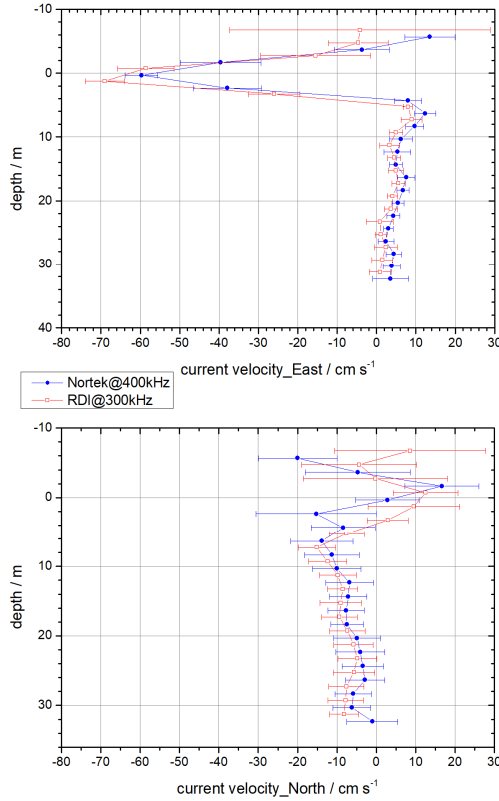 -10
0
10
20
30
40
depth / m
-80 -70 -60 -50 -40 -30 -20 -10 0 10 20 30
current velocity_East / cm s-1
Nortek@400kHz
RDI@300kHz
-10
0
10
20
30
depth / m
-80 -70 -60 -50 -40 -30 -20 -10 0 10 20 30
current velocity_North / cm s-1